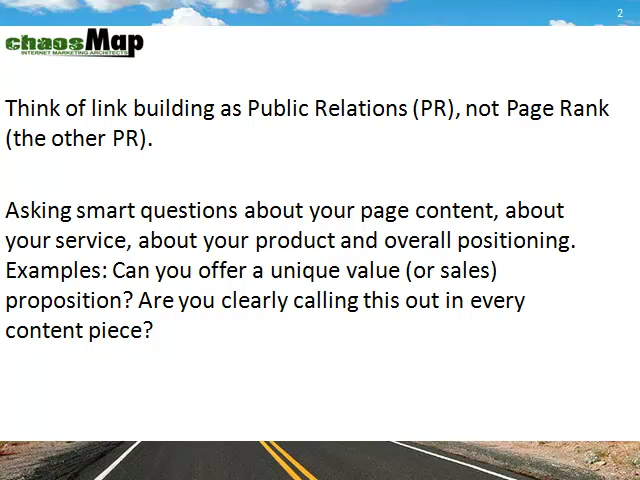 2
chaosMap
INTERNET MARKETING ARCHITECTS
Think of link building as Public Relations (PR), not Page Rank
(the other PR).
Asking smart questions about your page content, about
your service, about your product and overall positioning.
Examples: Can you offer a unique value (or sales)
proposition? Are you clearly calling this out in every
content piece?